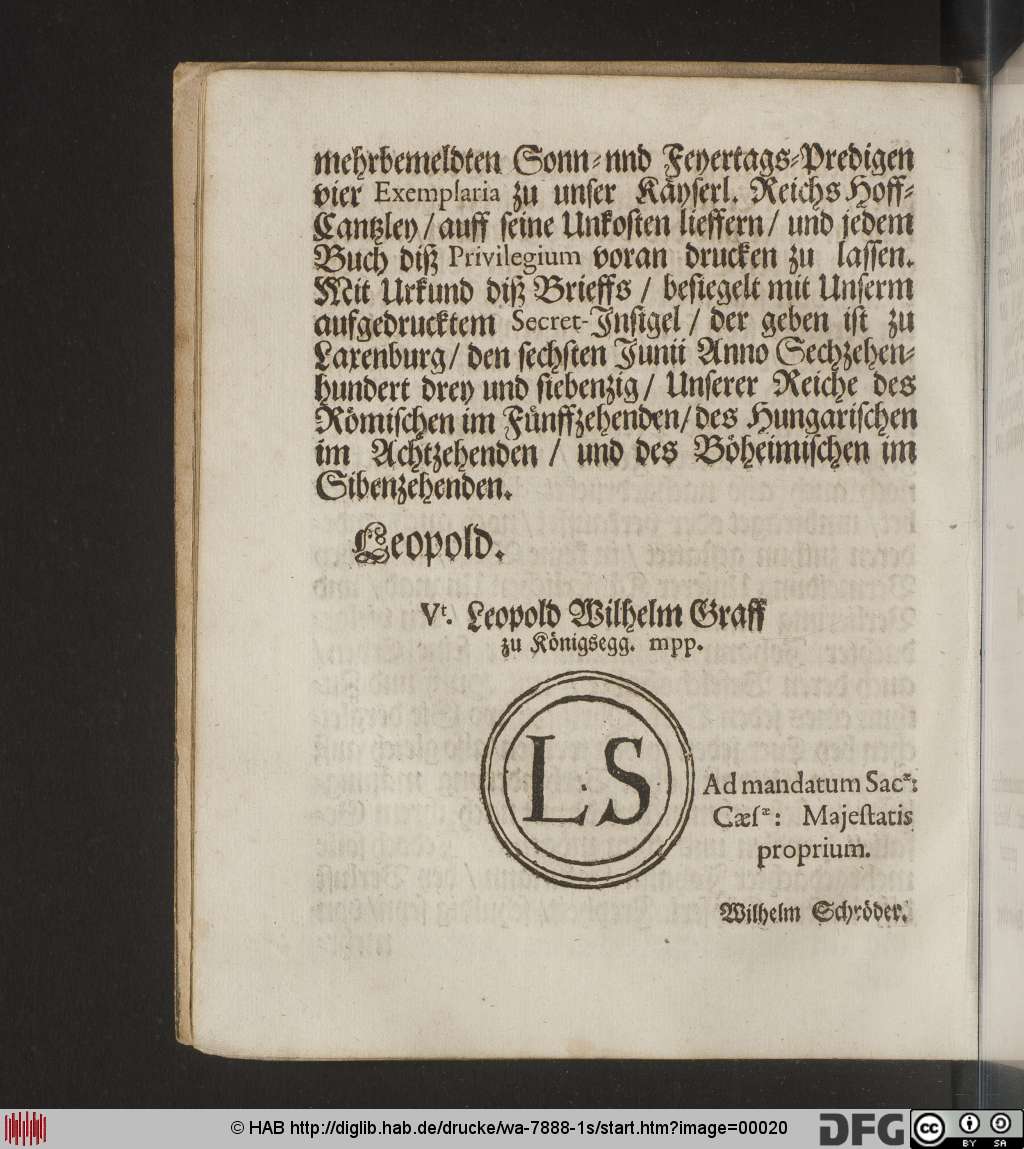 mehrbemeldten Sonn-nnd Feyertags-Predigen
vier Exemplaria zu unser Käyserl. Reichs Hoff-
Cantzley / auff seine Unkosten lieffern / und jedem
Buch diß Privilegium voran drucken zu lassen.
Mit Urkund diß Brieffs / besiegelt mit Unserm
aufgedrucktem Secret-Insigel / der geben ist zu
Laxenburg / den sechsten Junii Anno Sechzehen-
hundert drey und siebenzig / Unserer Reiche des
Römischen im Fünffzehenden / des Hungarischen
im Achtzehenden / und des Böheimischen im
Sibenzehenden.
Leopold.
Vt. Leopold Wilhelm Graff
zu Königsegg. mpp.
L S
Ad mandatum Sacæ:
Cæſæ: Majeſtatis
proprium.
Wilhelm Schröder.
© HAB http://diglib.hab.de/drucke/wa-7888-1s/start.htm?image=00020
DFG
cc BY SA